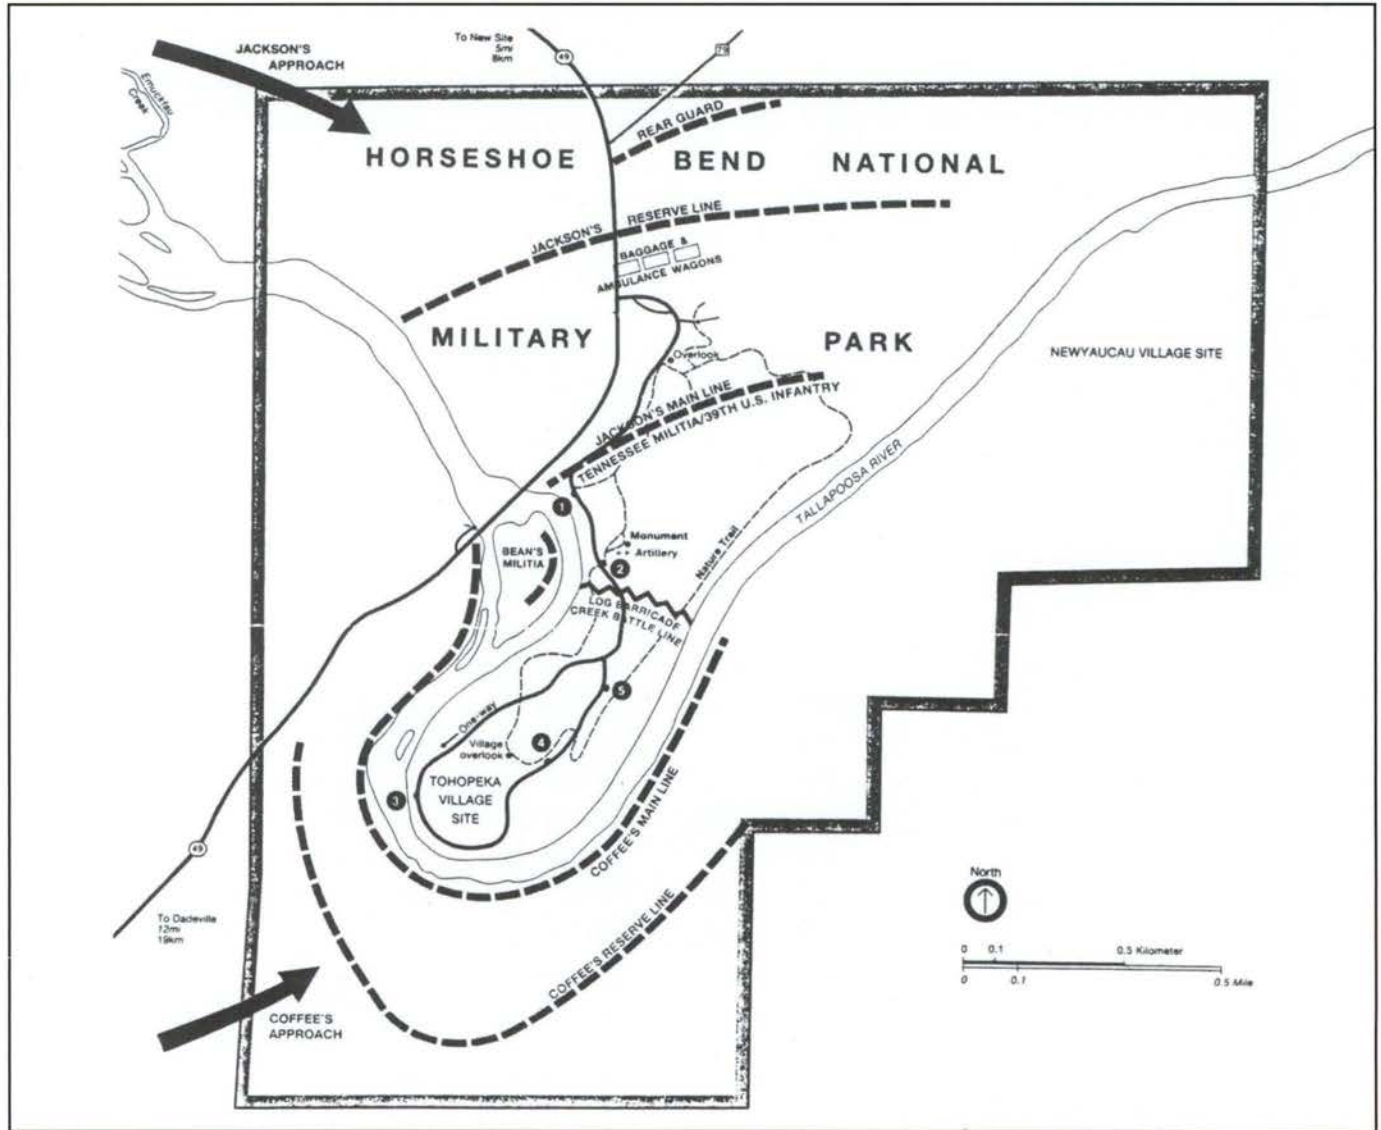 JACKSON'S
APPROACH
To New Site
5mi
8km
49
79
Emuckfau
Creek
REAR GUARD
HORSESHOE BEND NATIONAL
JACKSON'S RESERVE LINE
BAGGAGE &
AMBULANCE WAGONS
MILITARY PARK
Overlook
NEWYAUCAU VILLAGE SITE
JACKSON'S MAIN LINE
TENNESSEE MILITIA/39TH U.S. INFANTRY
TALLAPOOSA RIVER
1
Monument
Artillery
BEAN'S
MILITIA
2
Nature Trail
LOG BARRICADE
CREEK BATTLE LINE
5
One-way
4
Village
overlook
TOHOPEKA
VILLAGE
SITE
3
COFFEE'S MAIN LINE
49
To Dadeville
12mi
19km
COFFEE'S RESERVE LINE
COFFEE'S
APPROACH
North
0 0.1 0.5 Kilometer
0 0.1 0.5 Mile